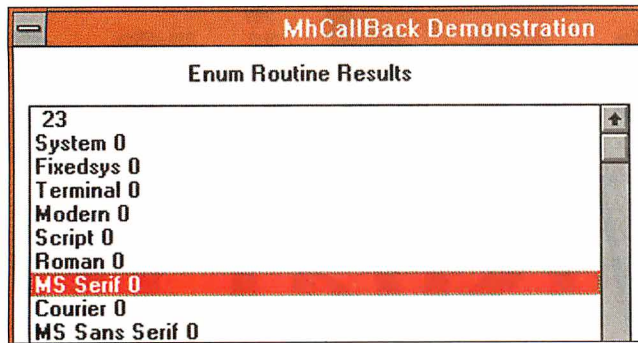 MhCallBack Demonstration
Enum Routine Results
23
System 0
Fixedsys 0
Terminal 0
Modern 0
Script 0
Roman 0
MS Serif 0
Courier 0
MS Sans Serif 0